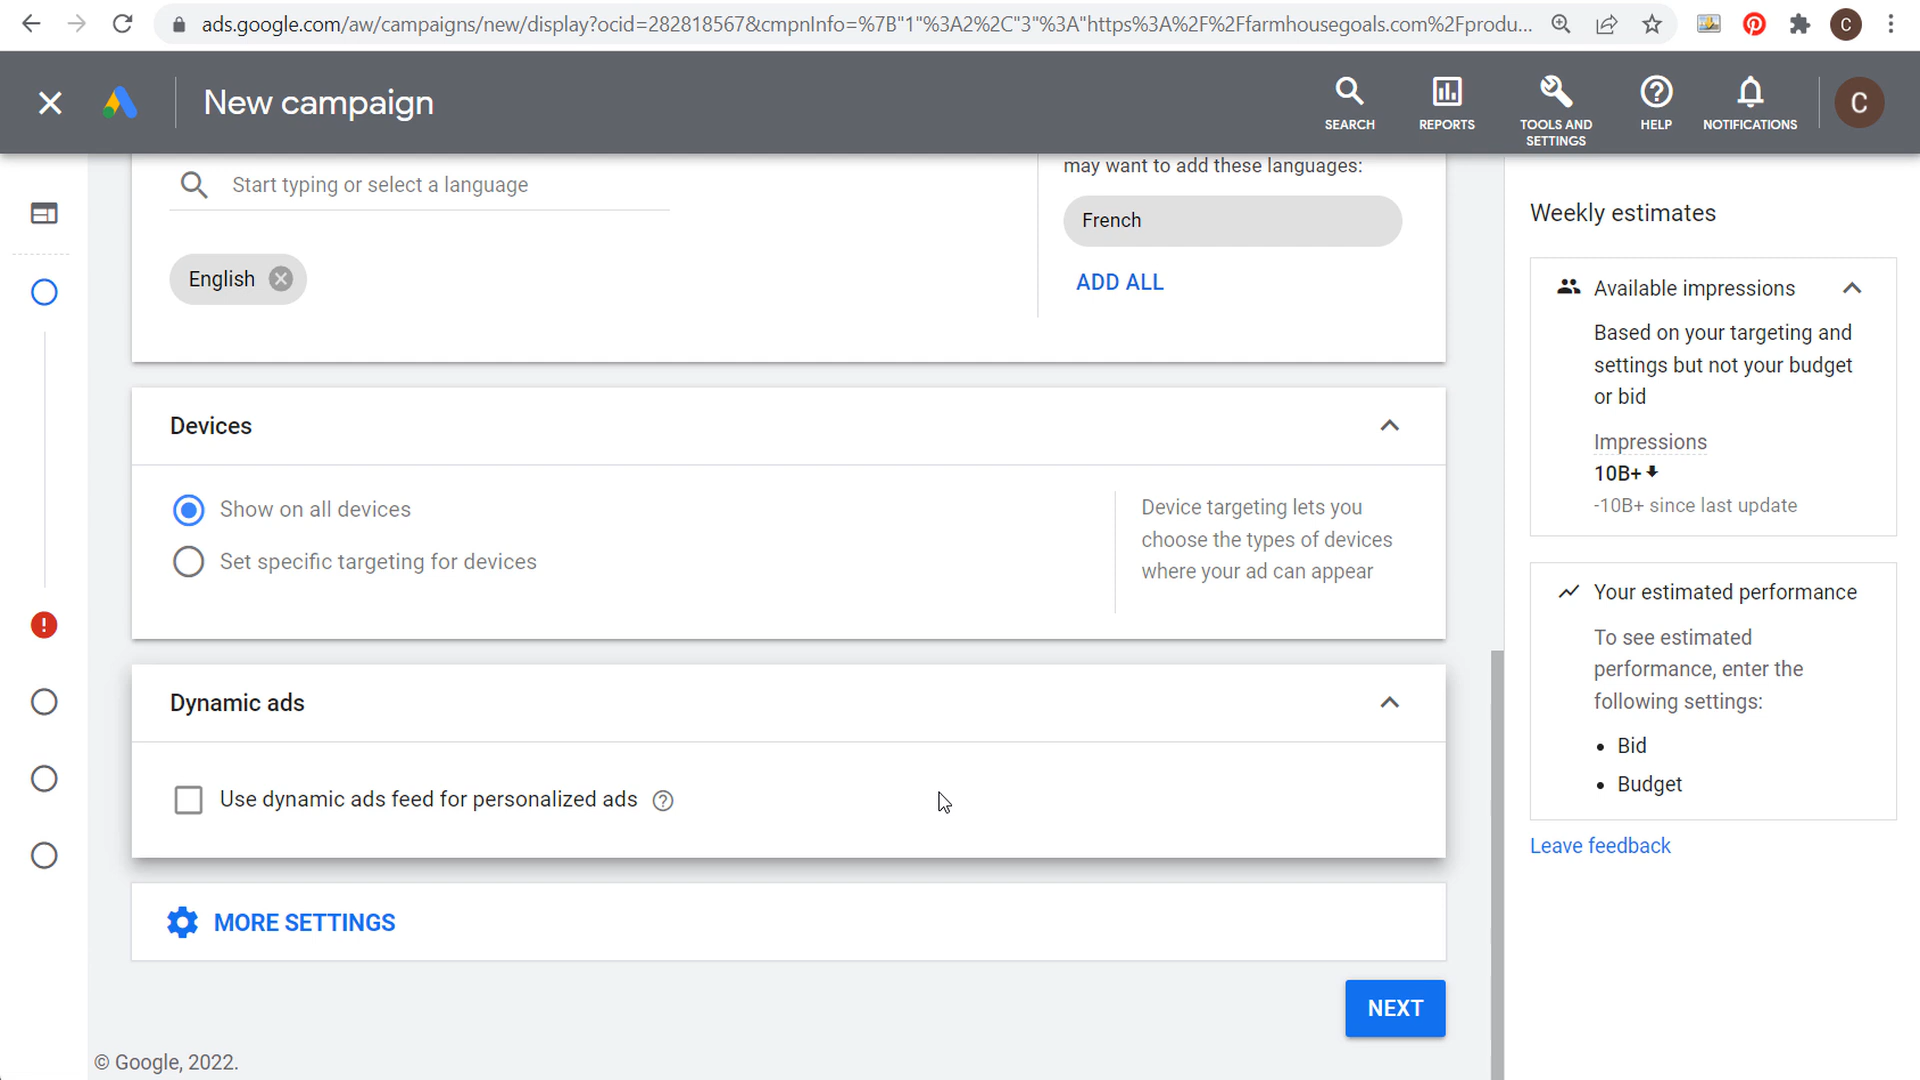 ads.google.com/aw/campaigns/new/display?ocid=282818567&cmpnInfo=%7B"1"%3A2%2C"3"%3A"https%3A%2F%2Ffarmhousegoals.com%2Fprodu...
C
New campaign
SEARCH
REPORTS
TOOLS AND
SETTINGS
HELP
NOTIFICATIONS
C
Start typing or select a language
English
may want to add these languages:
French
ADD ALL
Devices
Show on all devices
Set specific targeting for devices
Device targeting lets you
choose the types of devices
where your ad can appear
Dynamic ads
Use dynamic ads feed for personalized ads
MORE SETTINGS
NEXT
© Google, 2022.
Weekly estimates
Available impressions
Based on your targeting and
settings but not your budget
or bid
Impressions
10B+
-10B+ since last update
Your estimated performance
To see estimated
performance, enter the
following settings:
• Bid
• Budget
Leave feedback